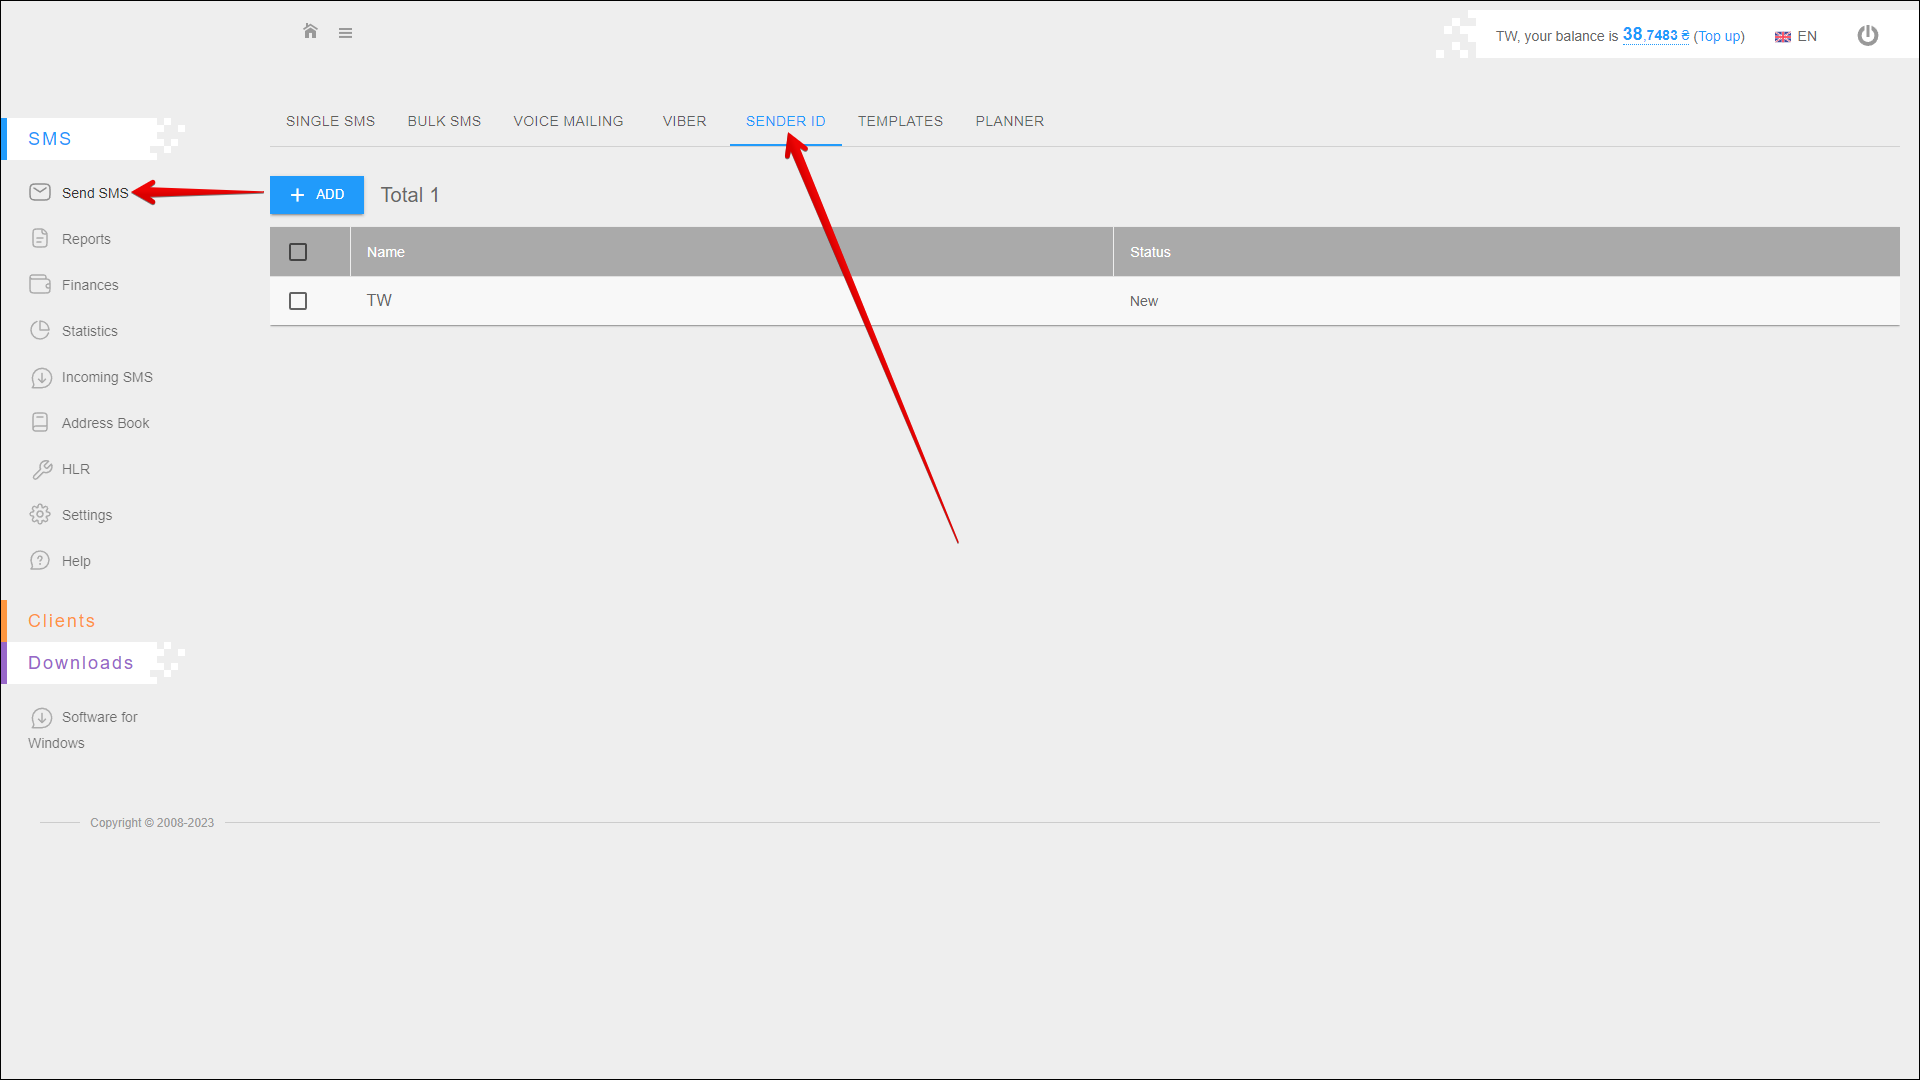 TW, your balance is 38,7483 ₴ (Top up)
EN
SMS
SINGLE SMS
BULK SMS
VOICE MAILING
VIBER
SENDER ID
TEMPLATES
PLANNER
Send SMS
Reports
Finances
Statistics
Incoming SMS
Address Book
HLR
Settings
Help
Clients
Downloads
Software for
Windows
+ ADD
Total 1
Name
Status
TW
New
Copyright © 2008-2023